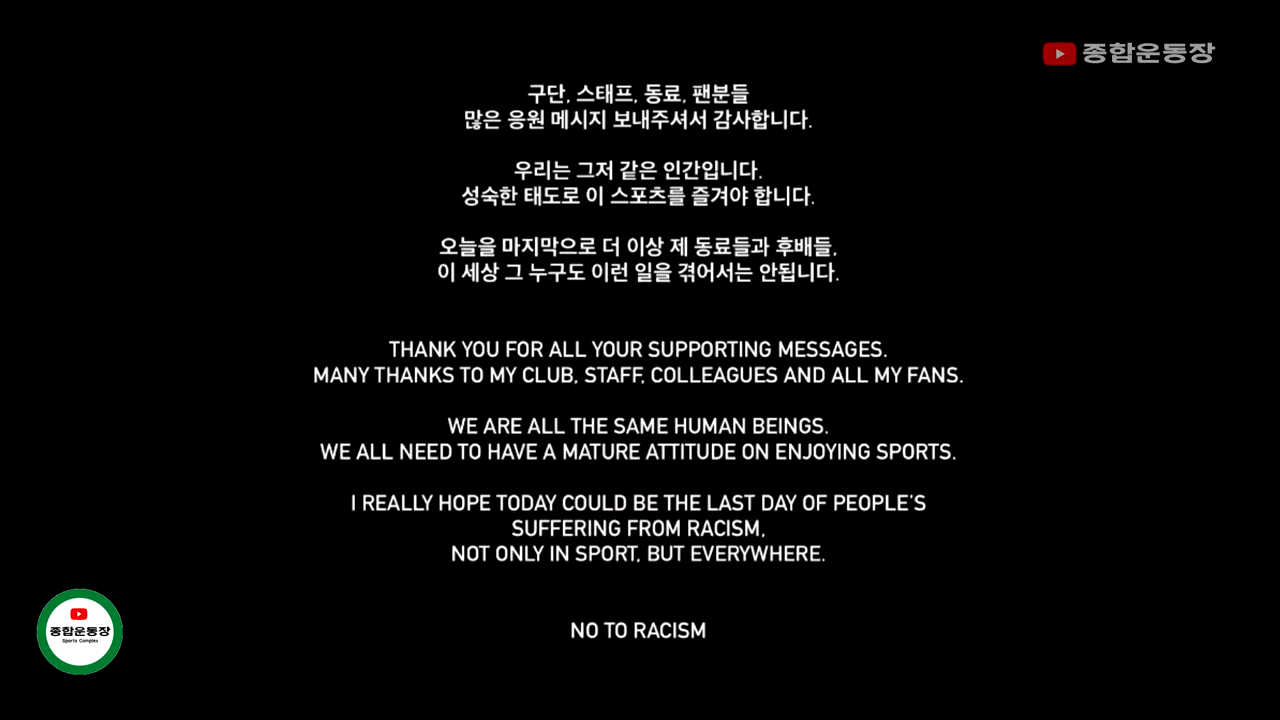 종합운동장
구단, 스태프, 동료, 팬분들
많은 응원 메시지 보내주셔서 감사합니다.
우리는 그저 같은 인간입니다.
성숙한 태도로 이 스포츠를 즐겨야 합니다.
오늘을 마지막으로 더 이상 제 동료들과 후배들,
이 세상 그 누구도 이런 일을 겪어서는 안됩니다.
THANK YOU FOR ALL YOUR SUPPORTING MESSAGES.
MANY THANKS TO MY CLUB, STAFF, COLLEAGUES AND ALL MY FANS.
WE ARE ALL THE SAME HUMAN BEINGS.
WE ALL NEED TO HAVE A MATURE ATTITUDE ON ENJOYING SPORTS.
I REALLY HOPE TODAY COULD BE THE LAST DAY OF PEOPLE'S
SUFFERING FROM RACISM,
NOT ONLY IN SPORT, BUT EVERYWHERE.
NO TO RACISM
종합운동장
Sports Complex